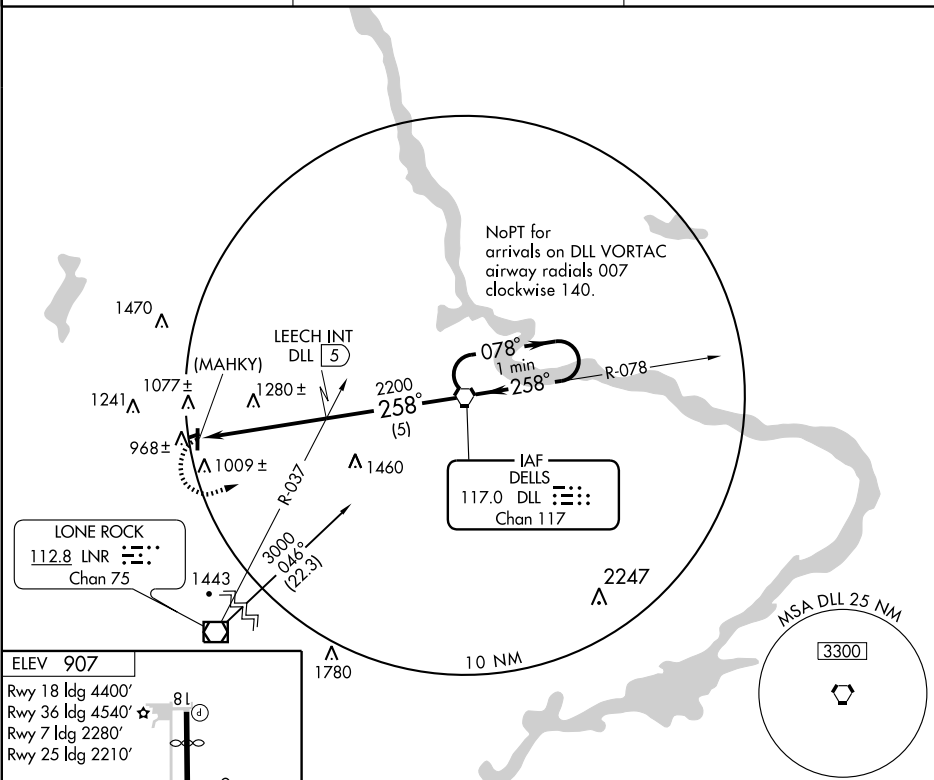 NoPT for
arrivals on DLL VORTAC
airway radials 007
clockwise 140.
1470
LEECH INT
DLL 5
(MAHKY)
078°
1 min
258°
R-078
1077±
1280±
2200
258°
(5)
1241
968±
1009±
1460
R-037
IAF
DELLS
117.0 DLL
Chan 117
LONE ROCK
112.8 LNR
Chan 75
3000
046°
(22.3)
1443
2247
1780
10 NM
MSA DLL 25 NM
3300
ELEV 907
Rwy 18 ldg 4400'
Rwy 36 ldg 4540'
Rwy 7 ldg 2280'
Rwy 25 ldg 2210'
18
P